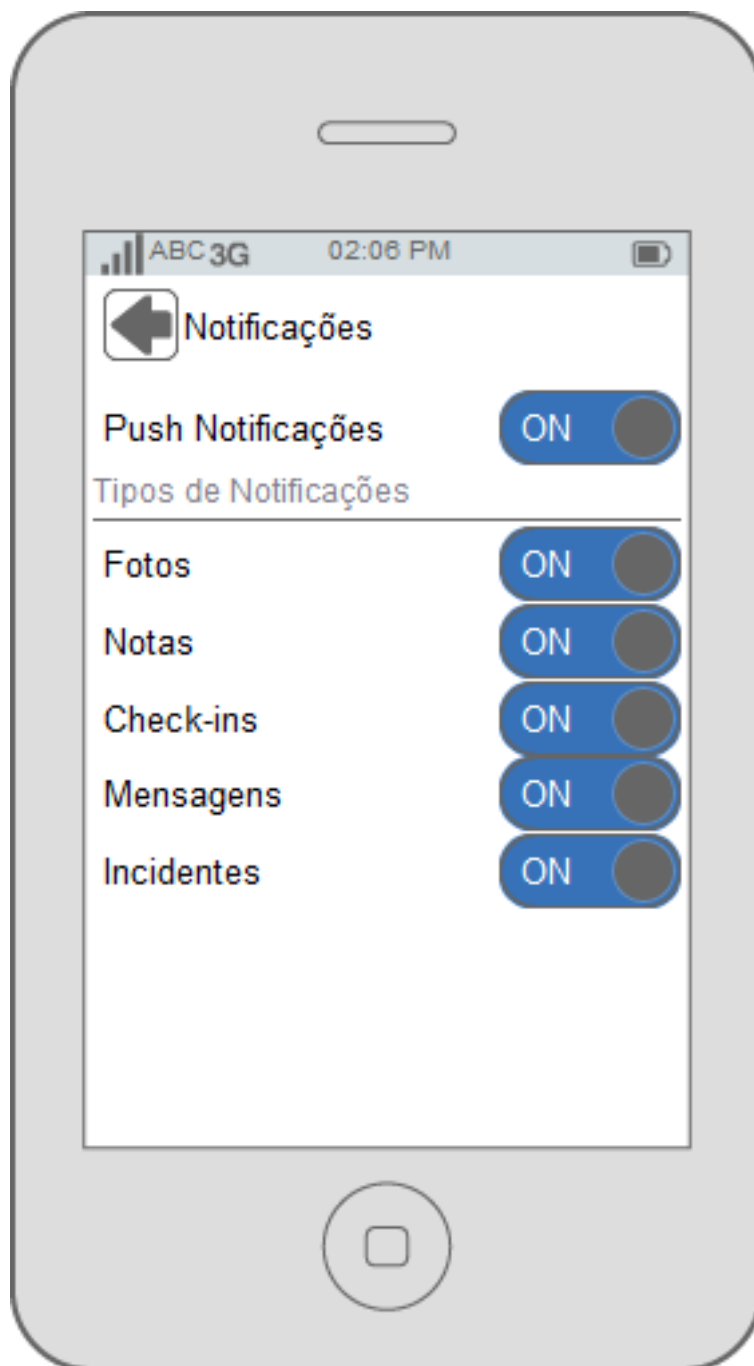 ABC 3G 02:06 PM
Notificações
Push Notificações ON
Tipos de Notificações
Fotos ON
Notas ON
Check-ins ON
Mensagens ON
Incidentes ON